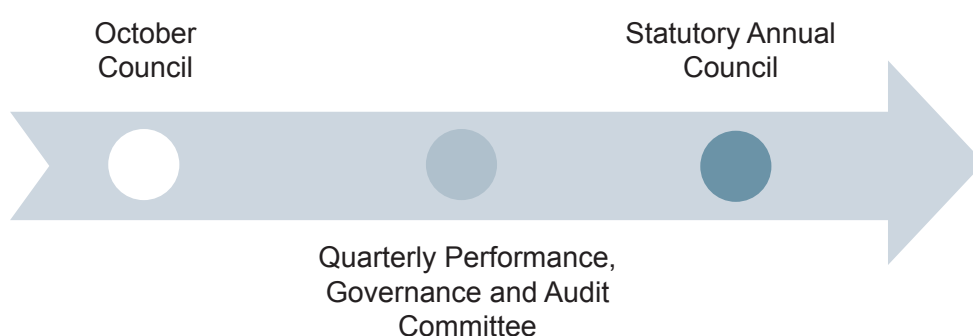 October
Council
Statutory Annual
Council
Quarterly Performance,
Governance and Audit
Committee